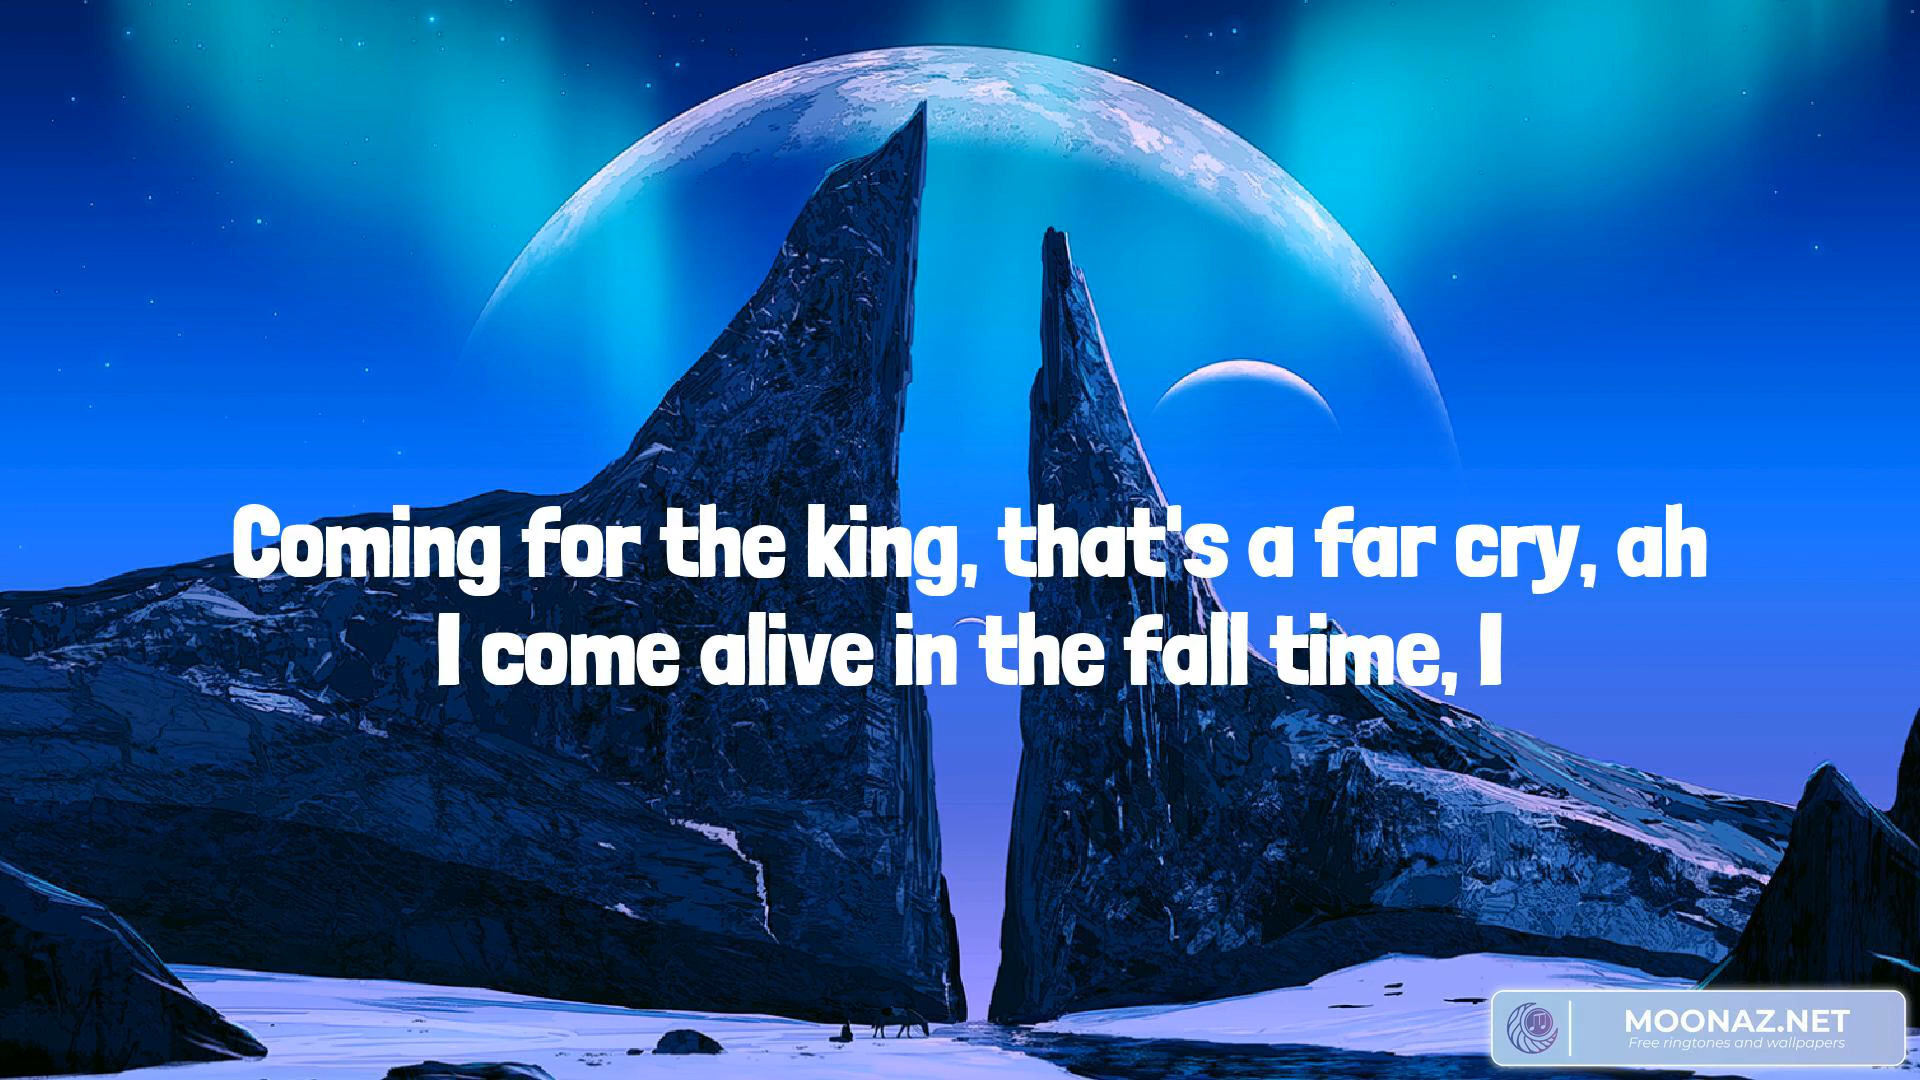 Coming for the king, that's a far cry, ah
I come alive in the fall time, I
MOONAZ.NET
Free ringtones and wallpapers